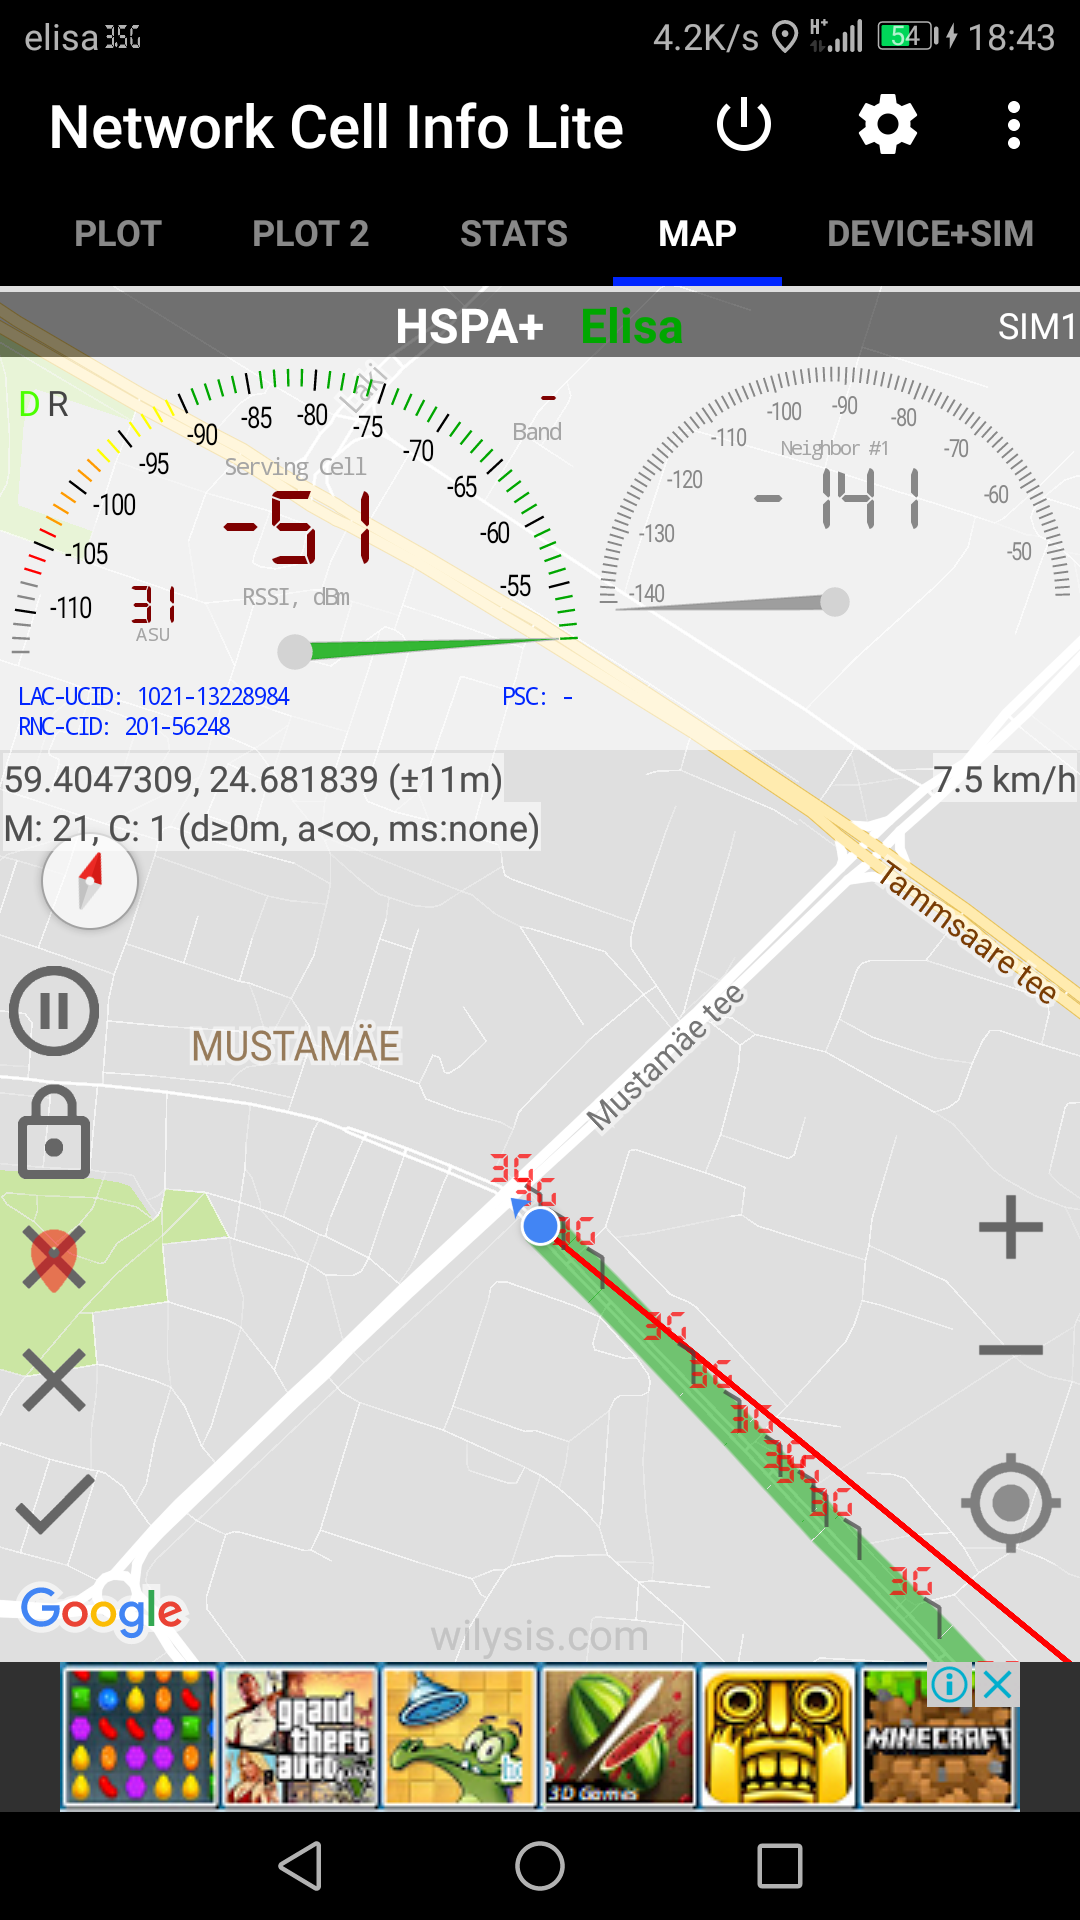 elisa 3.5G 4.2K/s H+ 54 18:43
Network Cell Info Lite
PLOT PLOT 2 STATS MAP DEVICE+SIM
HSPA+ Elisa SIM1
D R
-110 -105 -100 -95 -90 -85 -80 -75 -70 -65 -60 -55
Laki
Serving Cell
-51
RSSI, dBm
31
ASU
-
Band
-140 -130 -120 -110 -100 -90 -80 -70 -60 -50
Neighbor #1
-141
LAC-UCID: 1021-13228984 PSC: -
RNC-CID: 201-56248
59.4047309, 24.681839 (±11m) 7.5 km/h
M: 21, C: 1 (d≥0m, a<∞, ms:none)
Tammsaare tee
Mustamäe tee
MUSTAMÄE
3G
3G
3G
3G
3G
3G
3G
3G
3G
3G
Google
wilysis.com
grand
theft
auto
3D Games
MINECRAFT